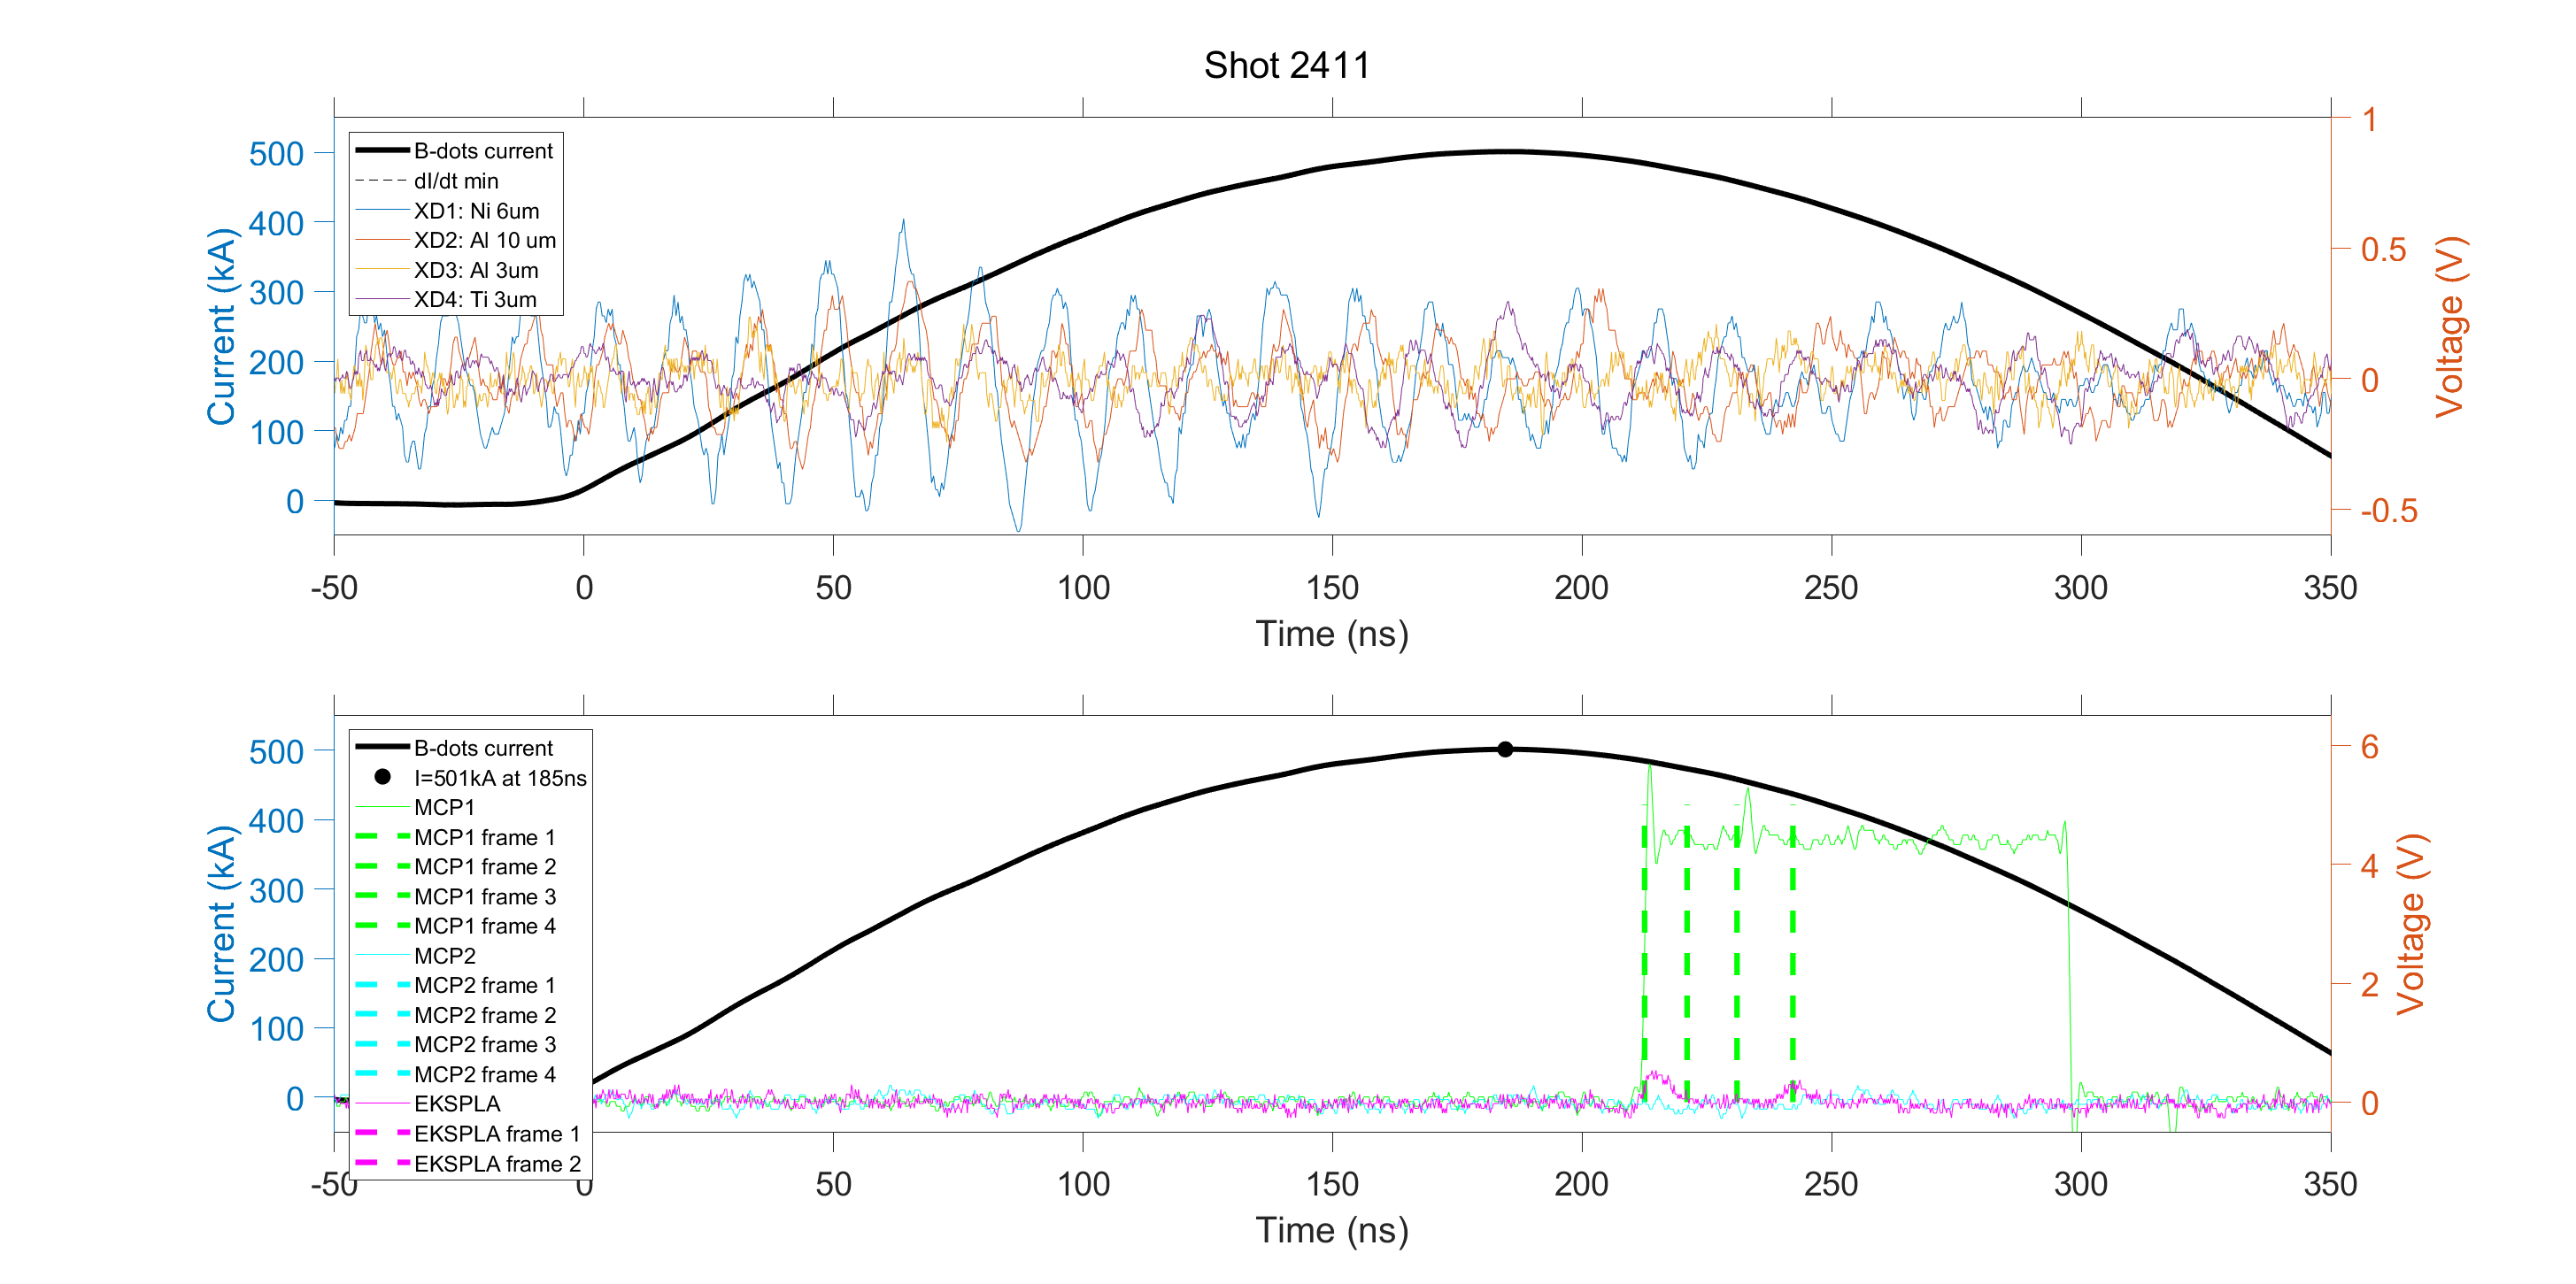 Shot 2411
B-dots current
dI/dt min
XD1: Ni 6um
XD2: Al 10 um
XD3: Al 3um
XD4: Ti 3um
500
400
300
200
100
0
Current (kA)
1
0.5
0
-0.5
Voltage (V)
-50 0 50 100 150 200 250 300 350
Time (ns)
B-dots current
I=501kA at 185ns
MCP1
MCP1 frame 1
MCP1 frame 2
MCP1 frame 3
MCP1 frame 4
MCP2
MCP2 frame 1
MCP2 frame 2
MCP2 frame 3
MCP2 frame 4
EKSPLA
EKSPLA frame 1
EKSPLA frame 2
500
400
300
200
100
0
Current (kA)
6
4
2
0
Voltage (V)
-50 0 50 100 150 200 250 300 350
Time (ns)